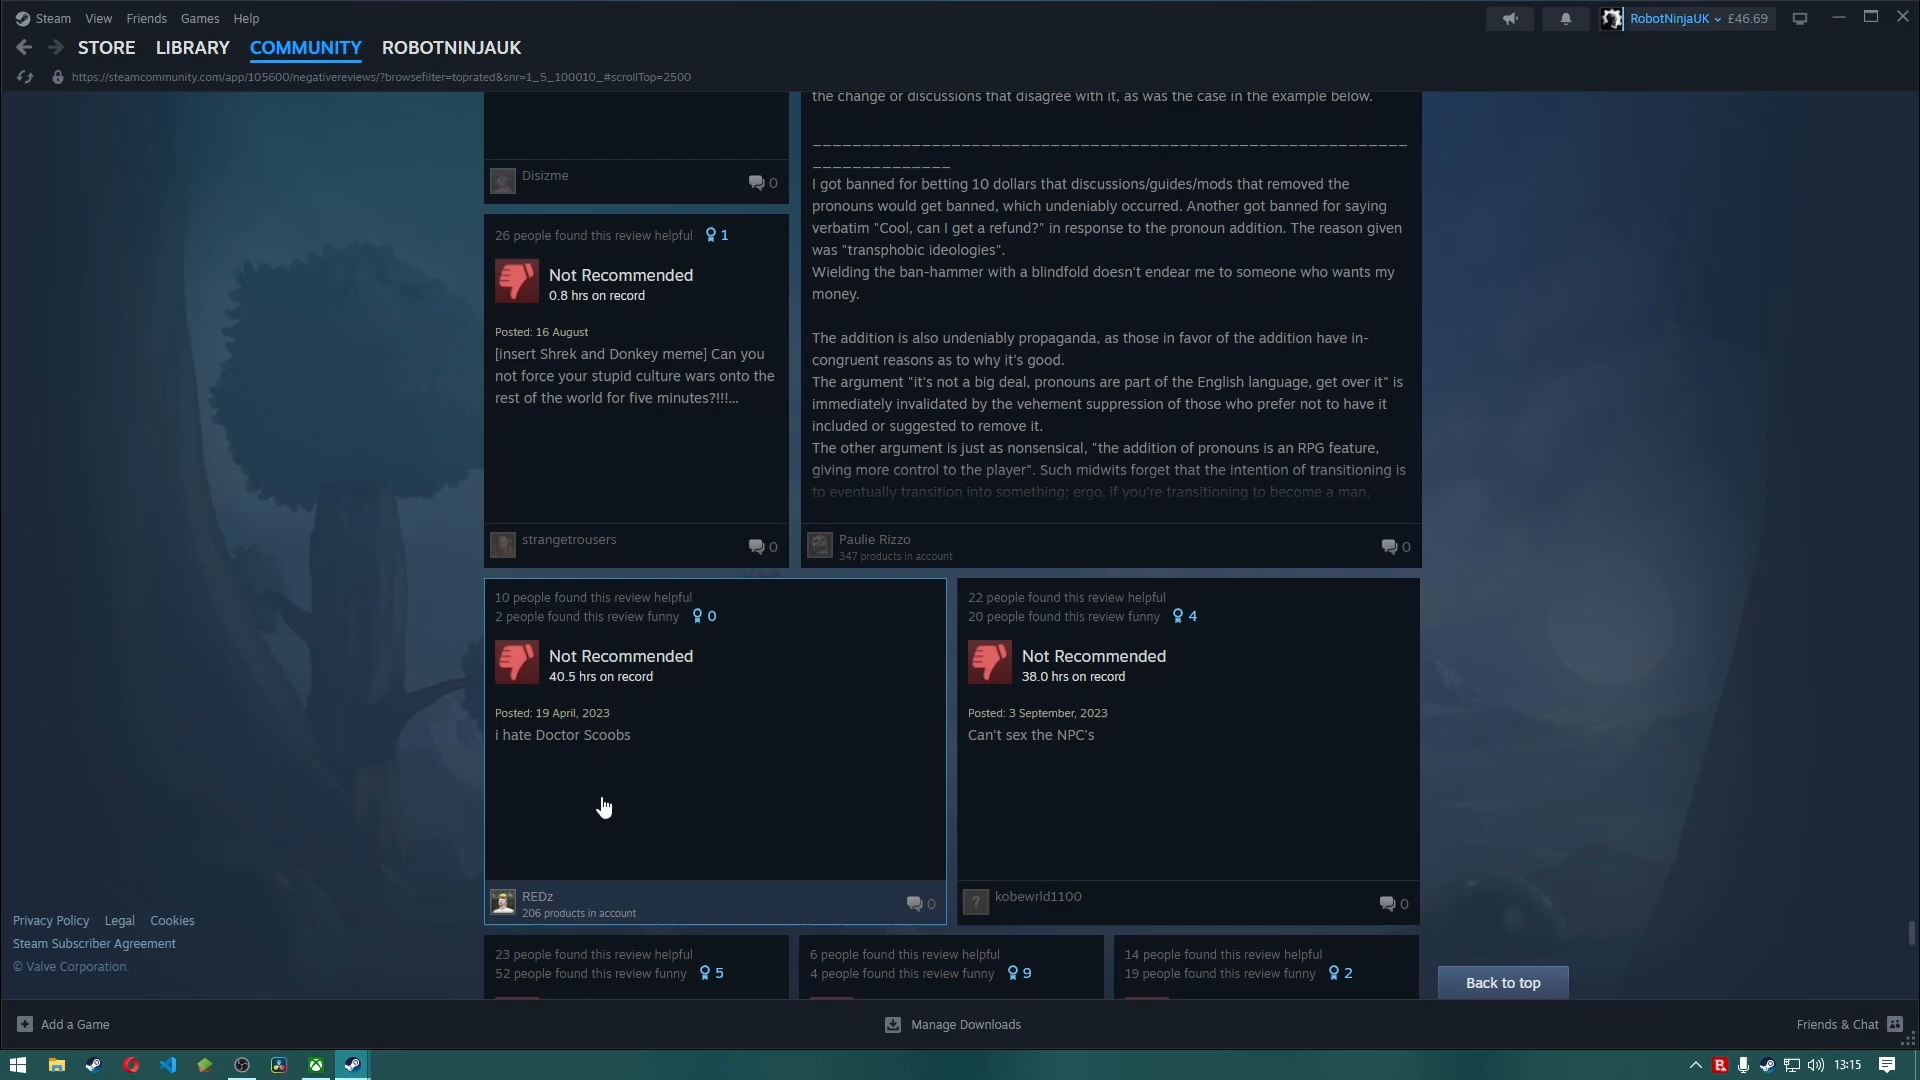 Steam View Friends Games Help
RobotNinjaUK £46.69
STORE LIBRARY COMMUNITY ROBOTNINJAUK
https://steamcommunity.com/app/105600/negativereviews/?browsefilter=toprated&snr=1_5_100010_#scrollTop=2500
Disizme
0
26 people found this review helpful 1
Not Recommended
0.8 hrs on record
Posted: 16 August
[insert Shrek and Donkey meme] Can you
not force your stupid culture wars onto the
rest of the world for five minutes?!!!...
strangetrousers
0
the change or discussions that disagree with it, as was the case in the example below.
____________________________________________________________
______________
I got banned for betting 10 dollars that discussions/guides/mods that removed the
pronouns would get banned, which undeniably occurred. Another got banned for saying
verbatim "Cool, can I get a refund?" in response to the pronoun addition. The reason given
was "transphobic ideologies".
Wielding the ban-hammer with a blindfold doesn't endear me to someone who wants my
money.
The addition is also undeniably propaganda, as those in favor of the addition have in-
congruent reasons as to why it's good.
The argument "it's not a big deal, pronouns are part of the English language, get over it" is
immediately invalidated by the vehement suppression of those who prefer not to have it
included or suggested to remove it.
The other argument is just as nonsensical, "the addition of pronouns is an RPG feature,
giving more control to the player". Such midwits forget that the intention of transitioning is
to eventually transition into something; ergo, if you're transitioning to become a man,
Paulie Rizzo
347 products in account
0
10 people found this review helpful
2 people found this review funny 0
Not Recommended
40.5 hrs on record
Posted: 19 April, 2023
i hate Doctor Scoobs
REDz
206 products in account
0
22 people found this review helpful
20 people found this review funny 4
Not Recommended
38.0 hrs on record
Posted: 3 September, 2023
Can't sex the NPC's
kobewrld1100
0
23 people found this review helpful
52 people found this review funny 5
6 people found this review helpful
4 people found this review funny 9
14 people found this review helpful
19 people found this review funny 2
Privacy Policy Legal Cookies
Steam Subscriber Agreement
© Valve Corporation.
Back to top
Add a Game
Manage Downloads
Friends & Chat
13:15